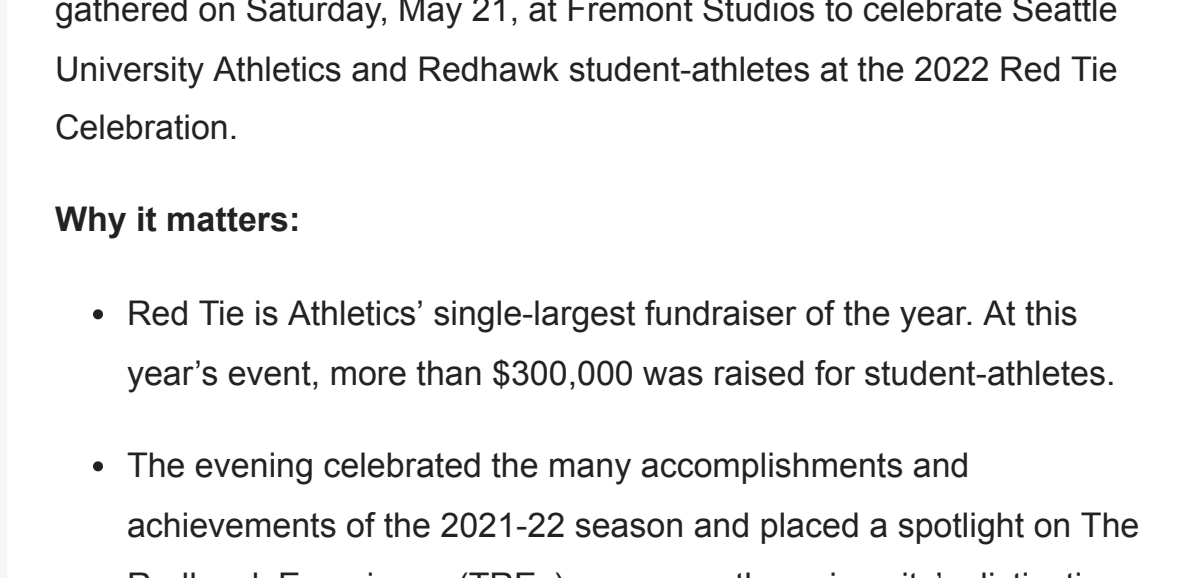 gathered on Saturday, May 21, at Fremont Studios to celebrate Seattle
University Athletics and Redhawk student-athletes at the 2022 Red Tie
Celebration.
Why it matters:
• Red Tie is Athletics’ single-largest fundraiser of the year. At this
year’s event, more than $300,000 was raised for student-athletes.
• The evening celebrated the many accomplishments and
achievements of the 2021-22 season and placed a spotlight on The